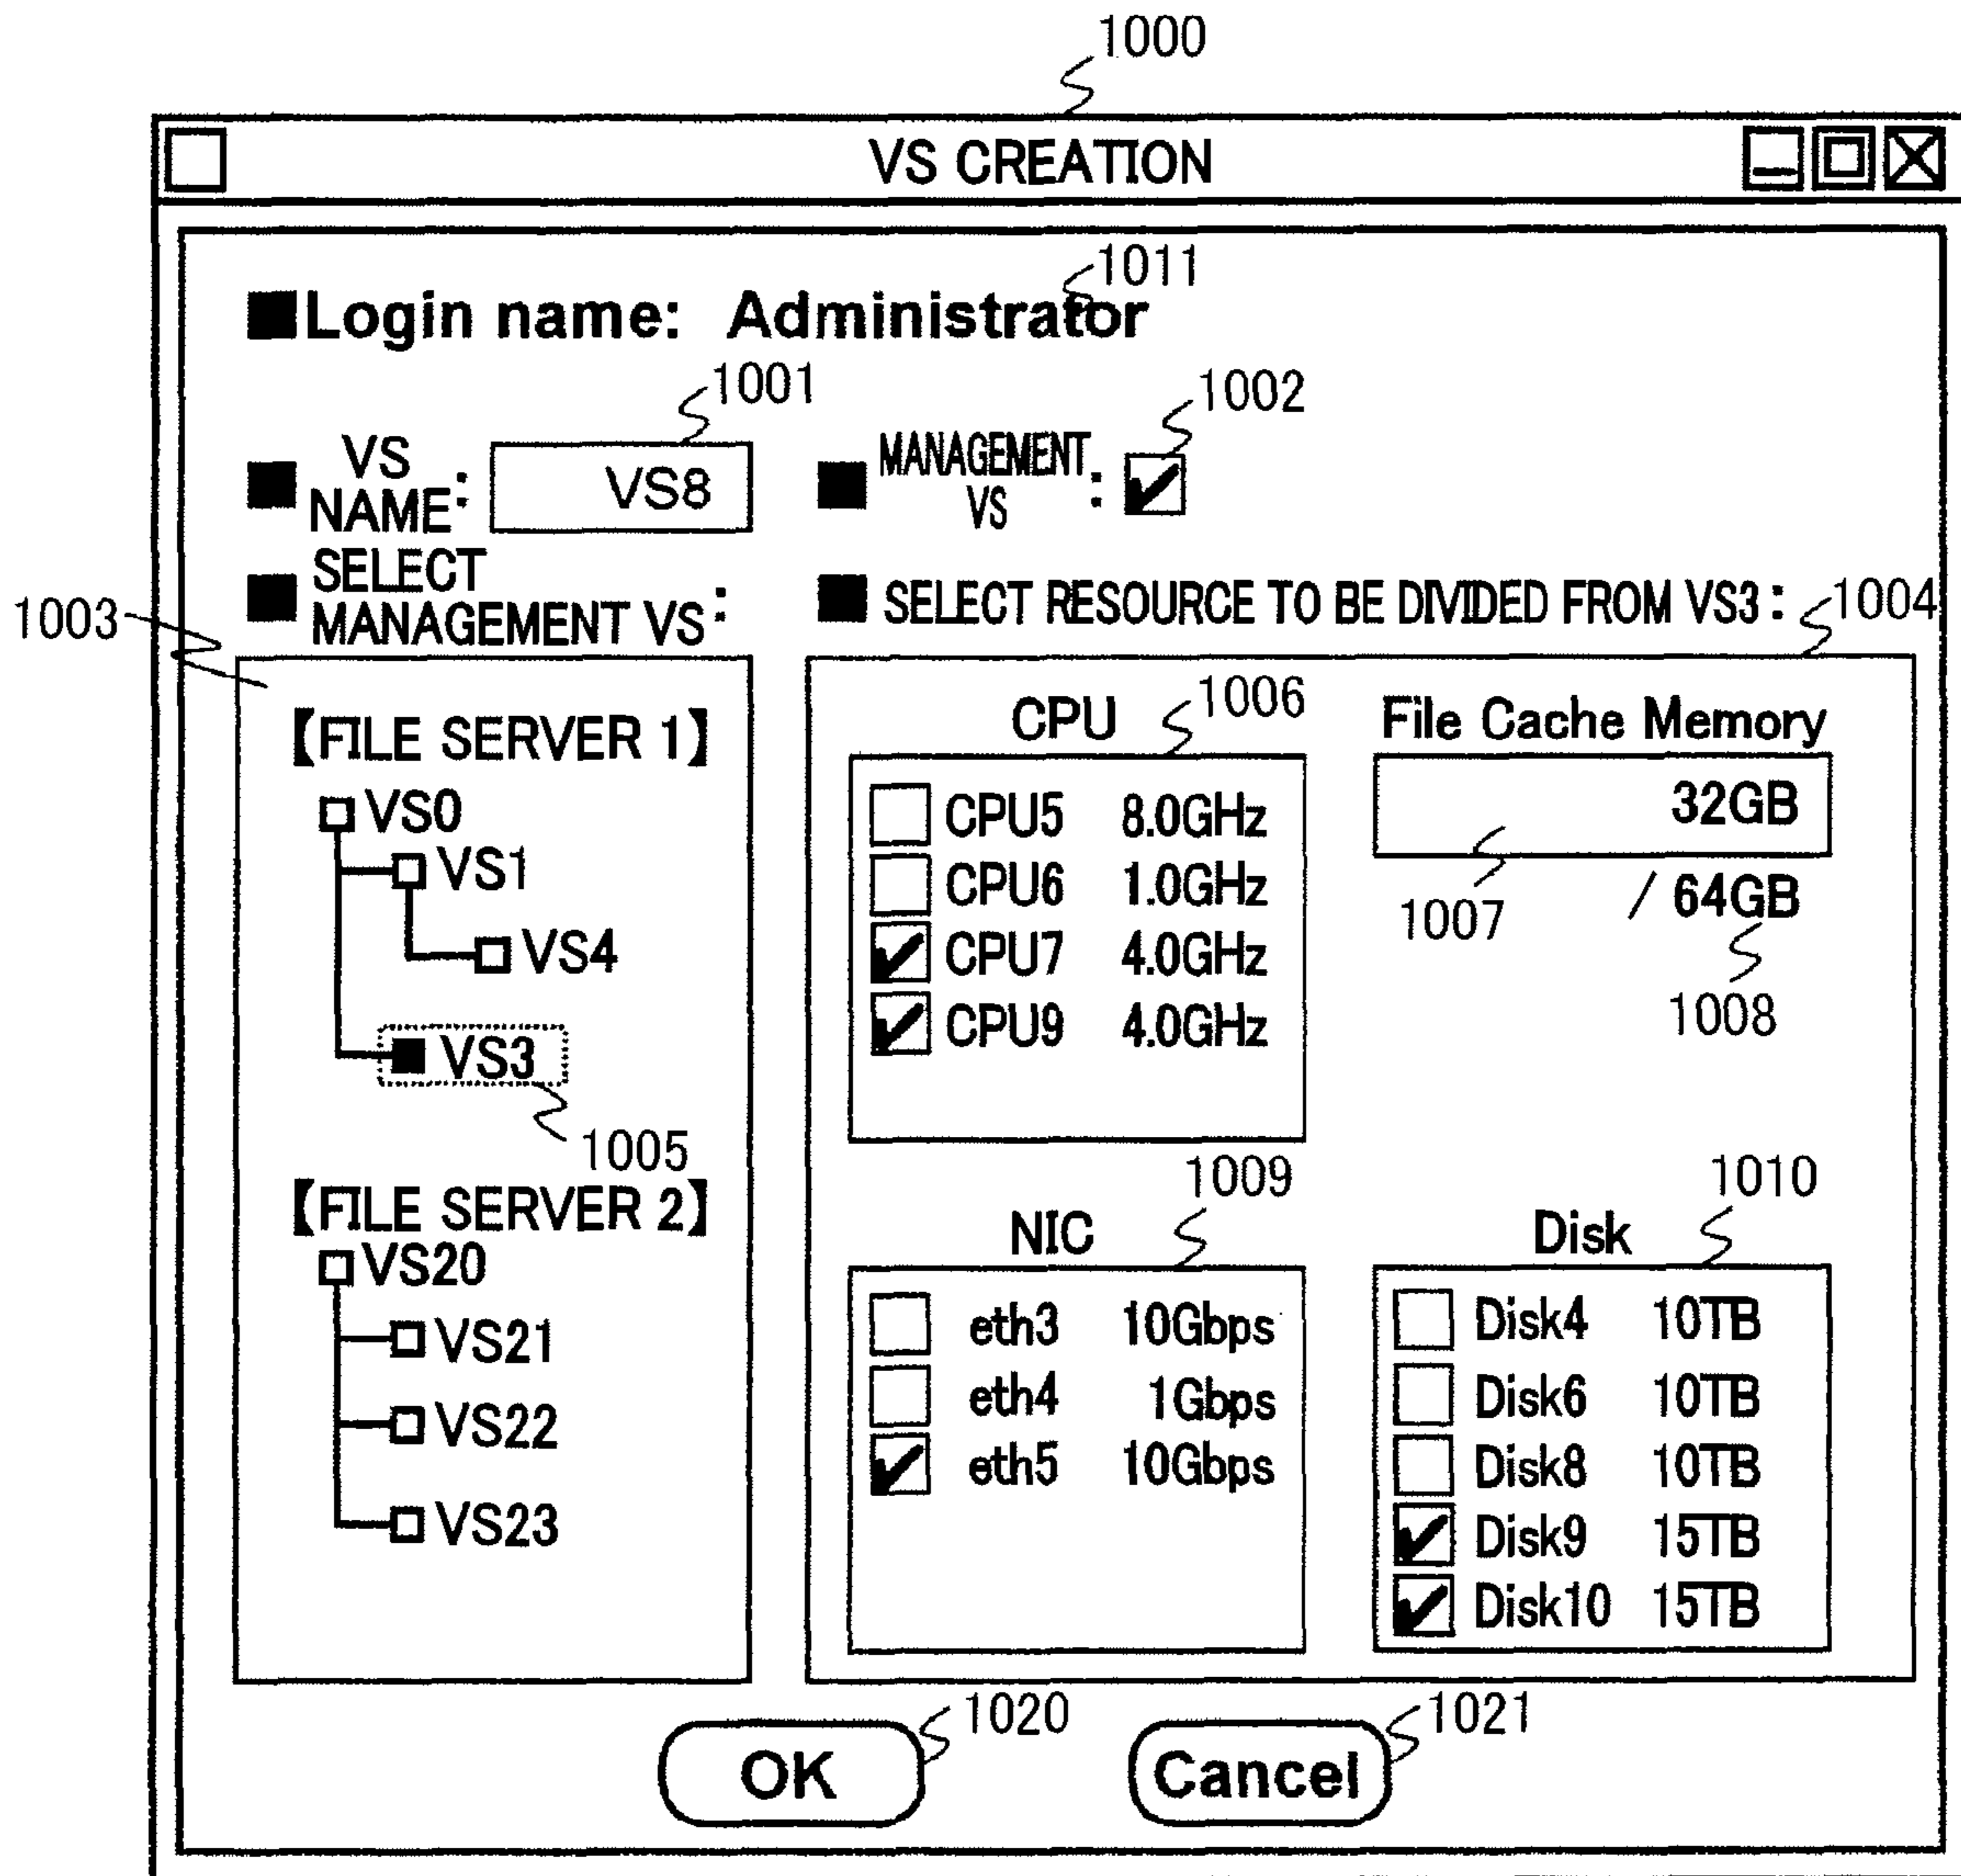 1000
VS CREATION
1011
■Login name: Administrator
1001
1002
■ VS NAME: VS8
■ MANAGEMENT VS :
1003
■ SELECT MANAGEMENT VS:
■ SELECT RESOURCE TO BE DIVIDED FROM VS3:
1004
【FILE SERVER 1】
VS0
VS1
VS4
VS3
1005
【FILE SERVER 2】
VS20
VS21
VS22
VS23
CPU
1006
CPU5 8.0GHz
CPU6 1.0GHz
CPU7 4.0GHz
CPU9 4.0GHz
File Cache Memory
32GB
1007
/ 64GB
1008
NIC
1009
eth3 10Gbps
eth4 1Gbps
eth5 10Gbps
Disk
1010
Disk4 10TB
Disk6 10TB
Disk8 10TB
Disk9 15TB
Disk10 15TB
OK
1020
Cancel
1021